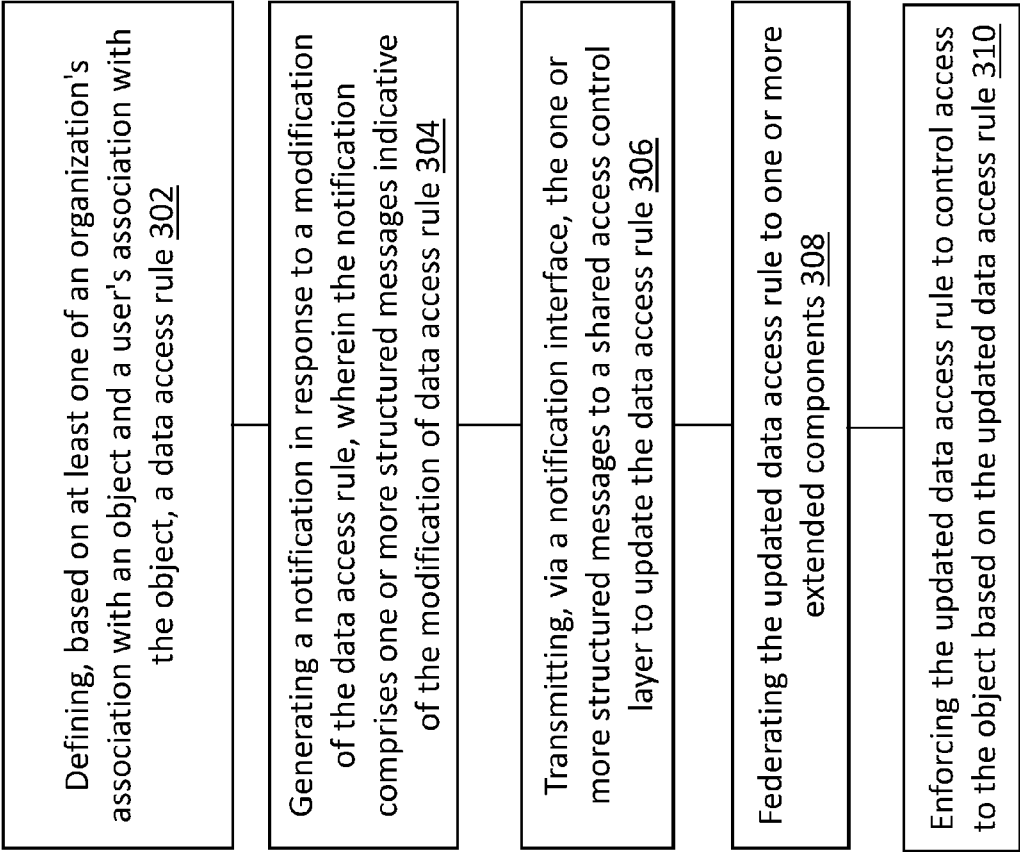 Defining, based on at least one of an organization's
association with an object and a user's association with
the object, a data access rule 302
Generating a notification in response to a modification
of the data access rule, wherein the notification
comprises one or more structured messages indicative
of the modification of data access rule 304
Transmitting, via a notification interface, the one or
more structured messages to a shared access control
layer to update the data access rule 306
Federating the updated data access rule to one or more
extended components 308
Enforcing the updated data access rule to control access
to the object based on the updated data access rule 310